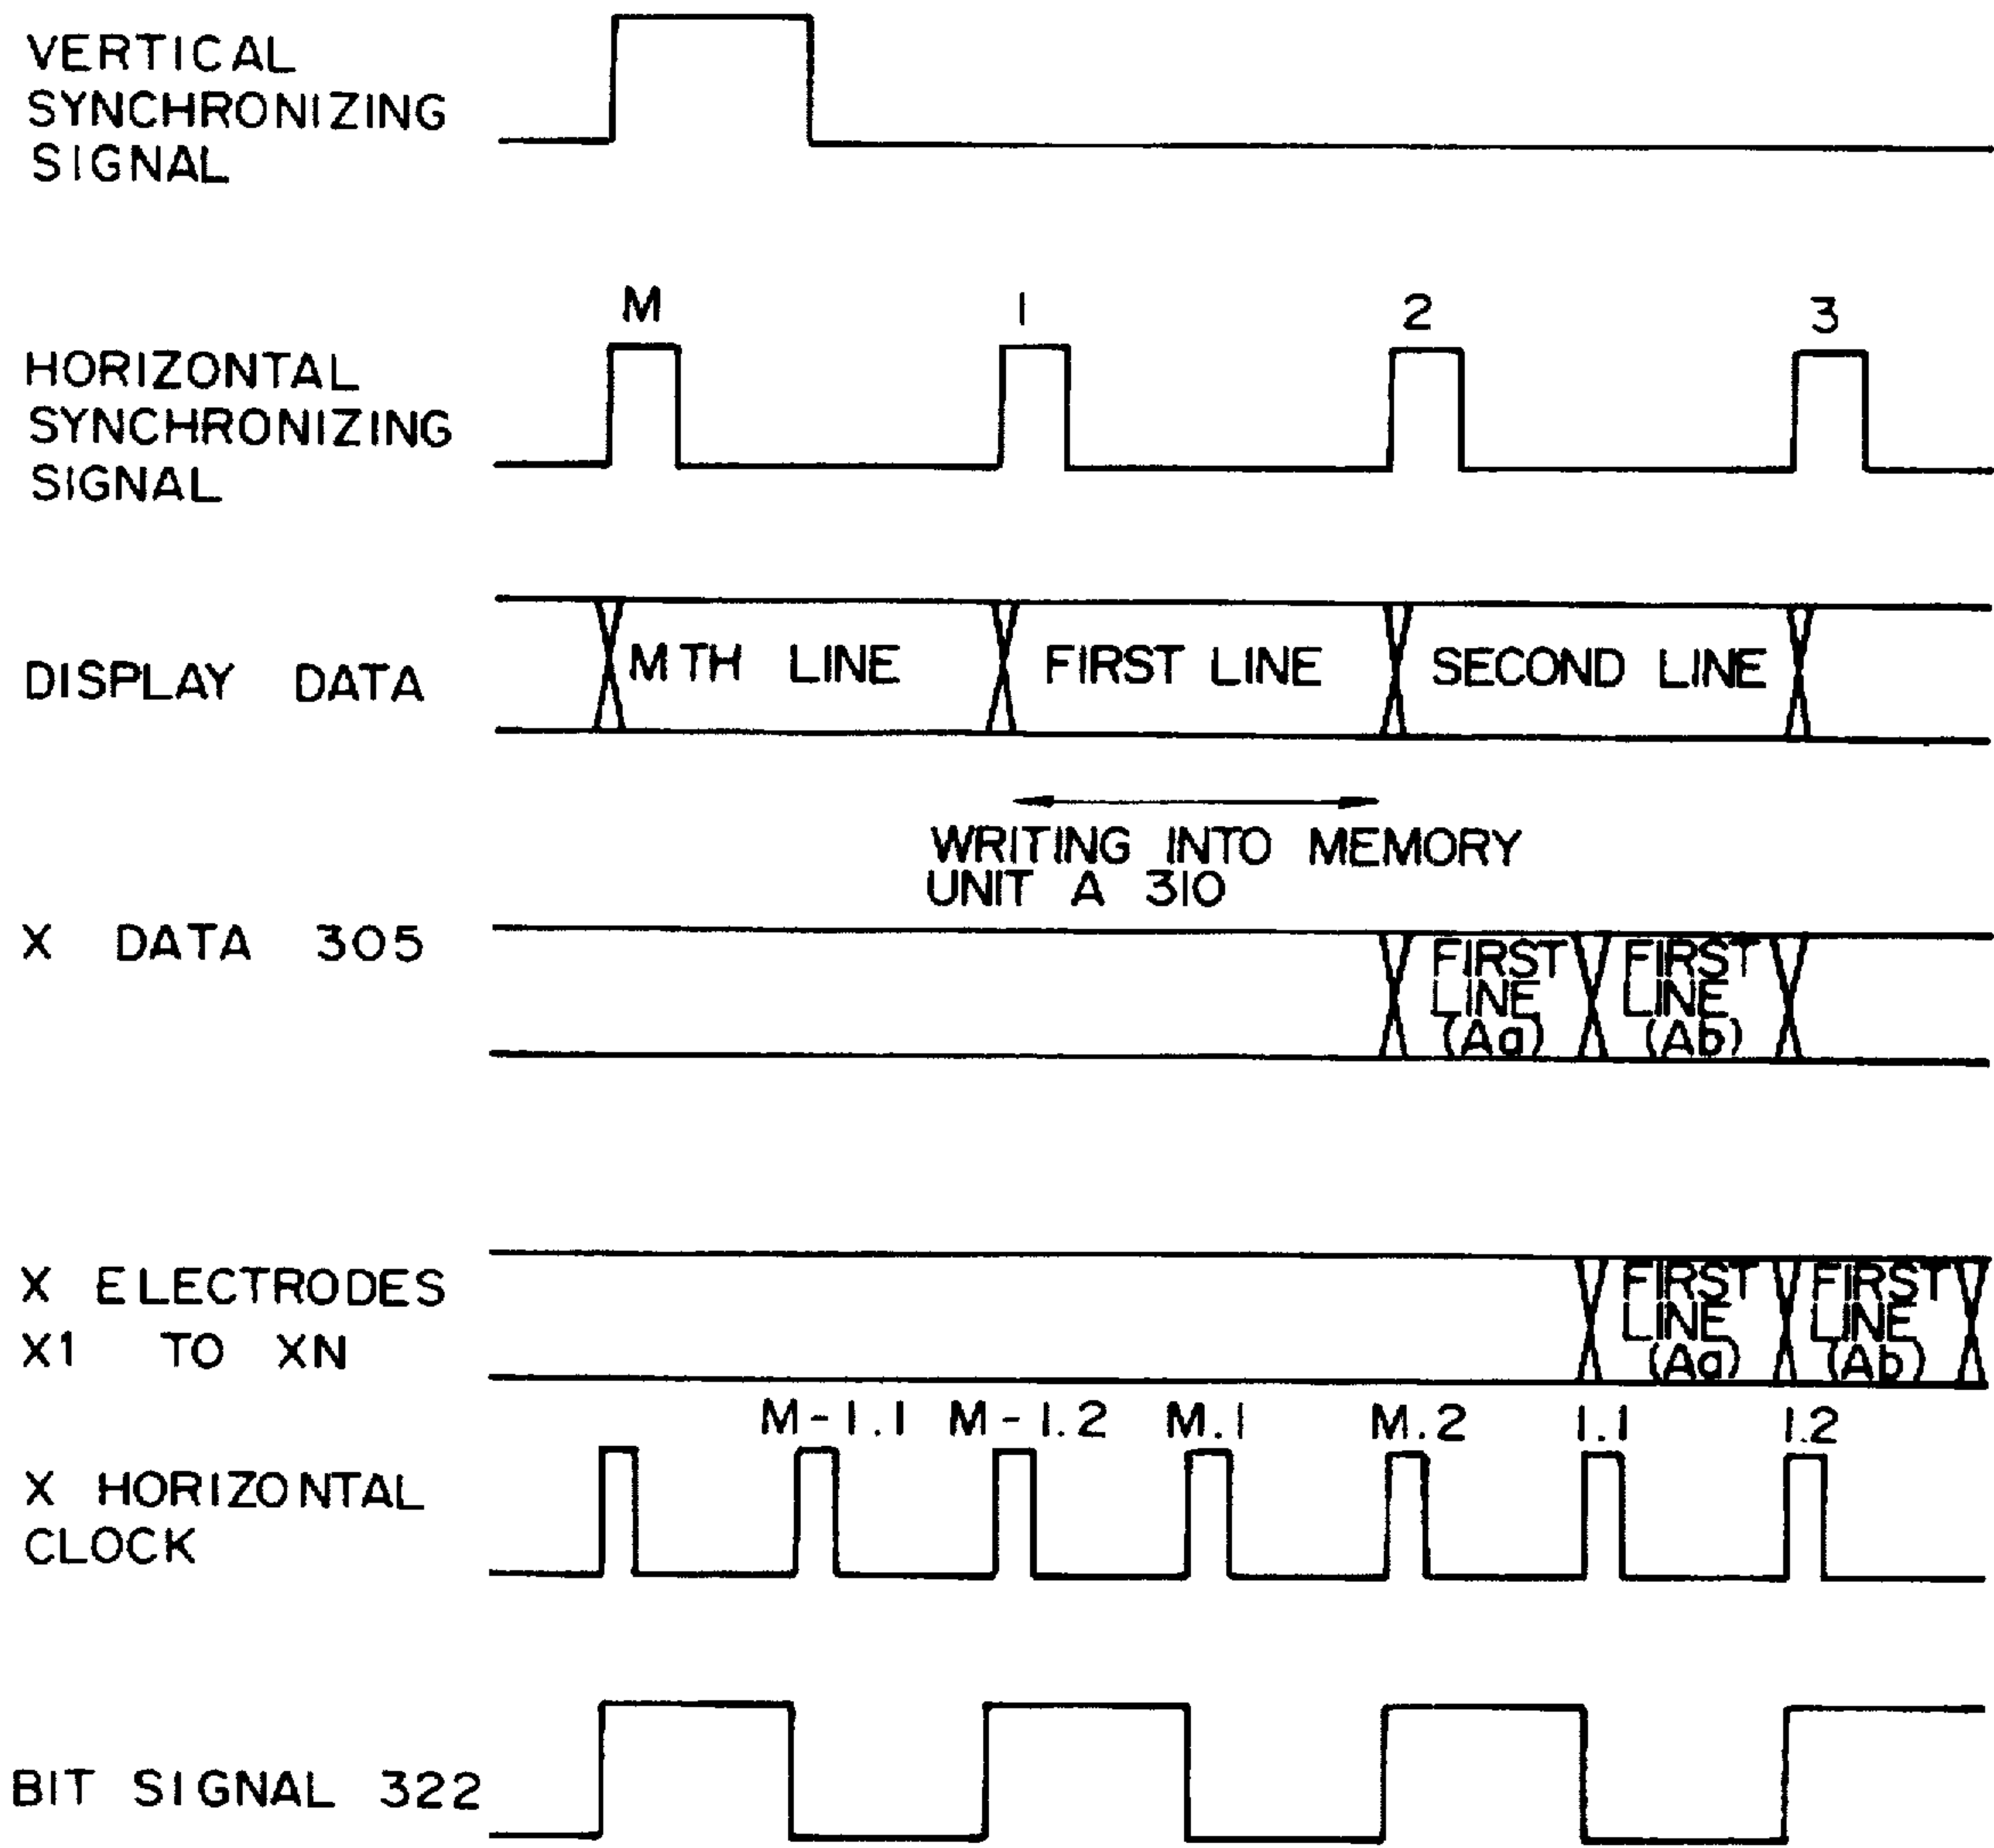 VERTICAL
SYNCHRONIZING
SIGNAL
M 1 2 3
HORIZONTAL
SYNCHRONIZING
SIGNAL
DISPLAY DATA
MTH LINE
FIRST LINE
SECOND LINE
WRITING INTO MEMORY
UNIT A 310
X DATA 305
FIRST
LINE
(Aa)
FIRST
LINE
(Ab)
X ELECTRODES
X1 TO XN
FIRST
LINE
(Aa)
FIRST
LINE
(Ab)
M-1.1 M-1.2 M.1 M.2 1.1 1.2
X HORIZONTAL
CLOCK
BIT SIGNAL 322